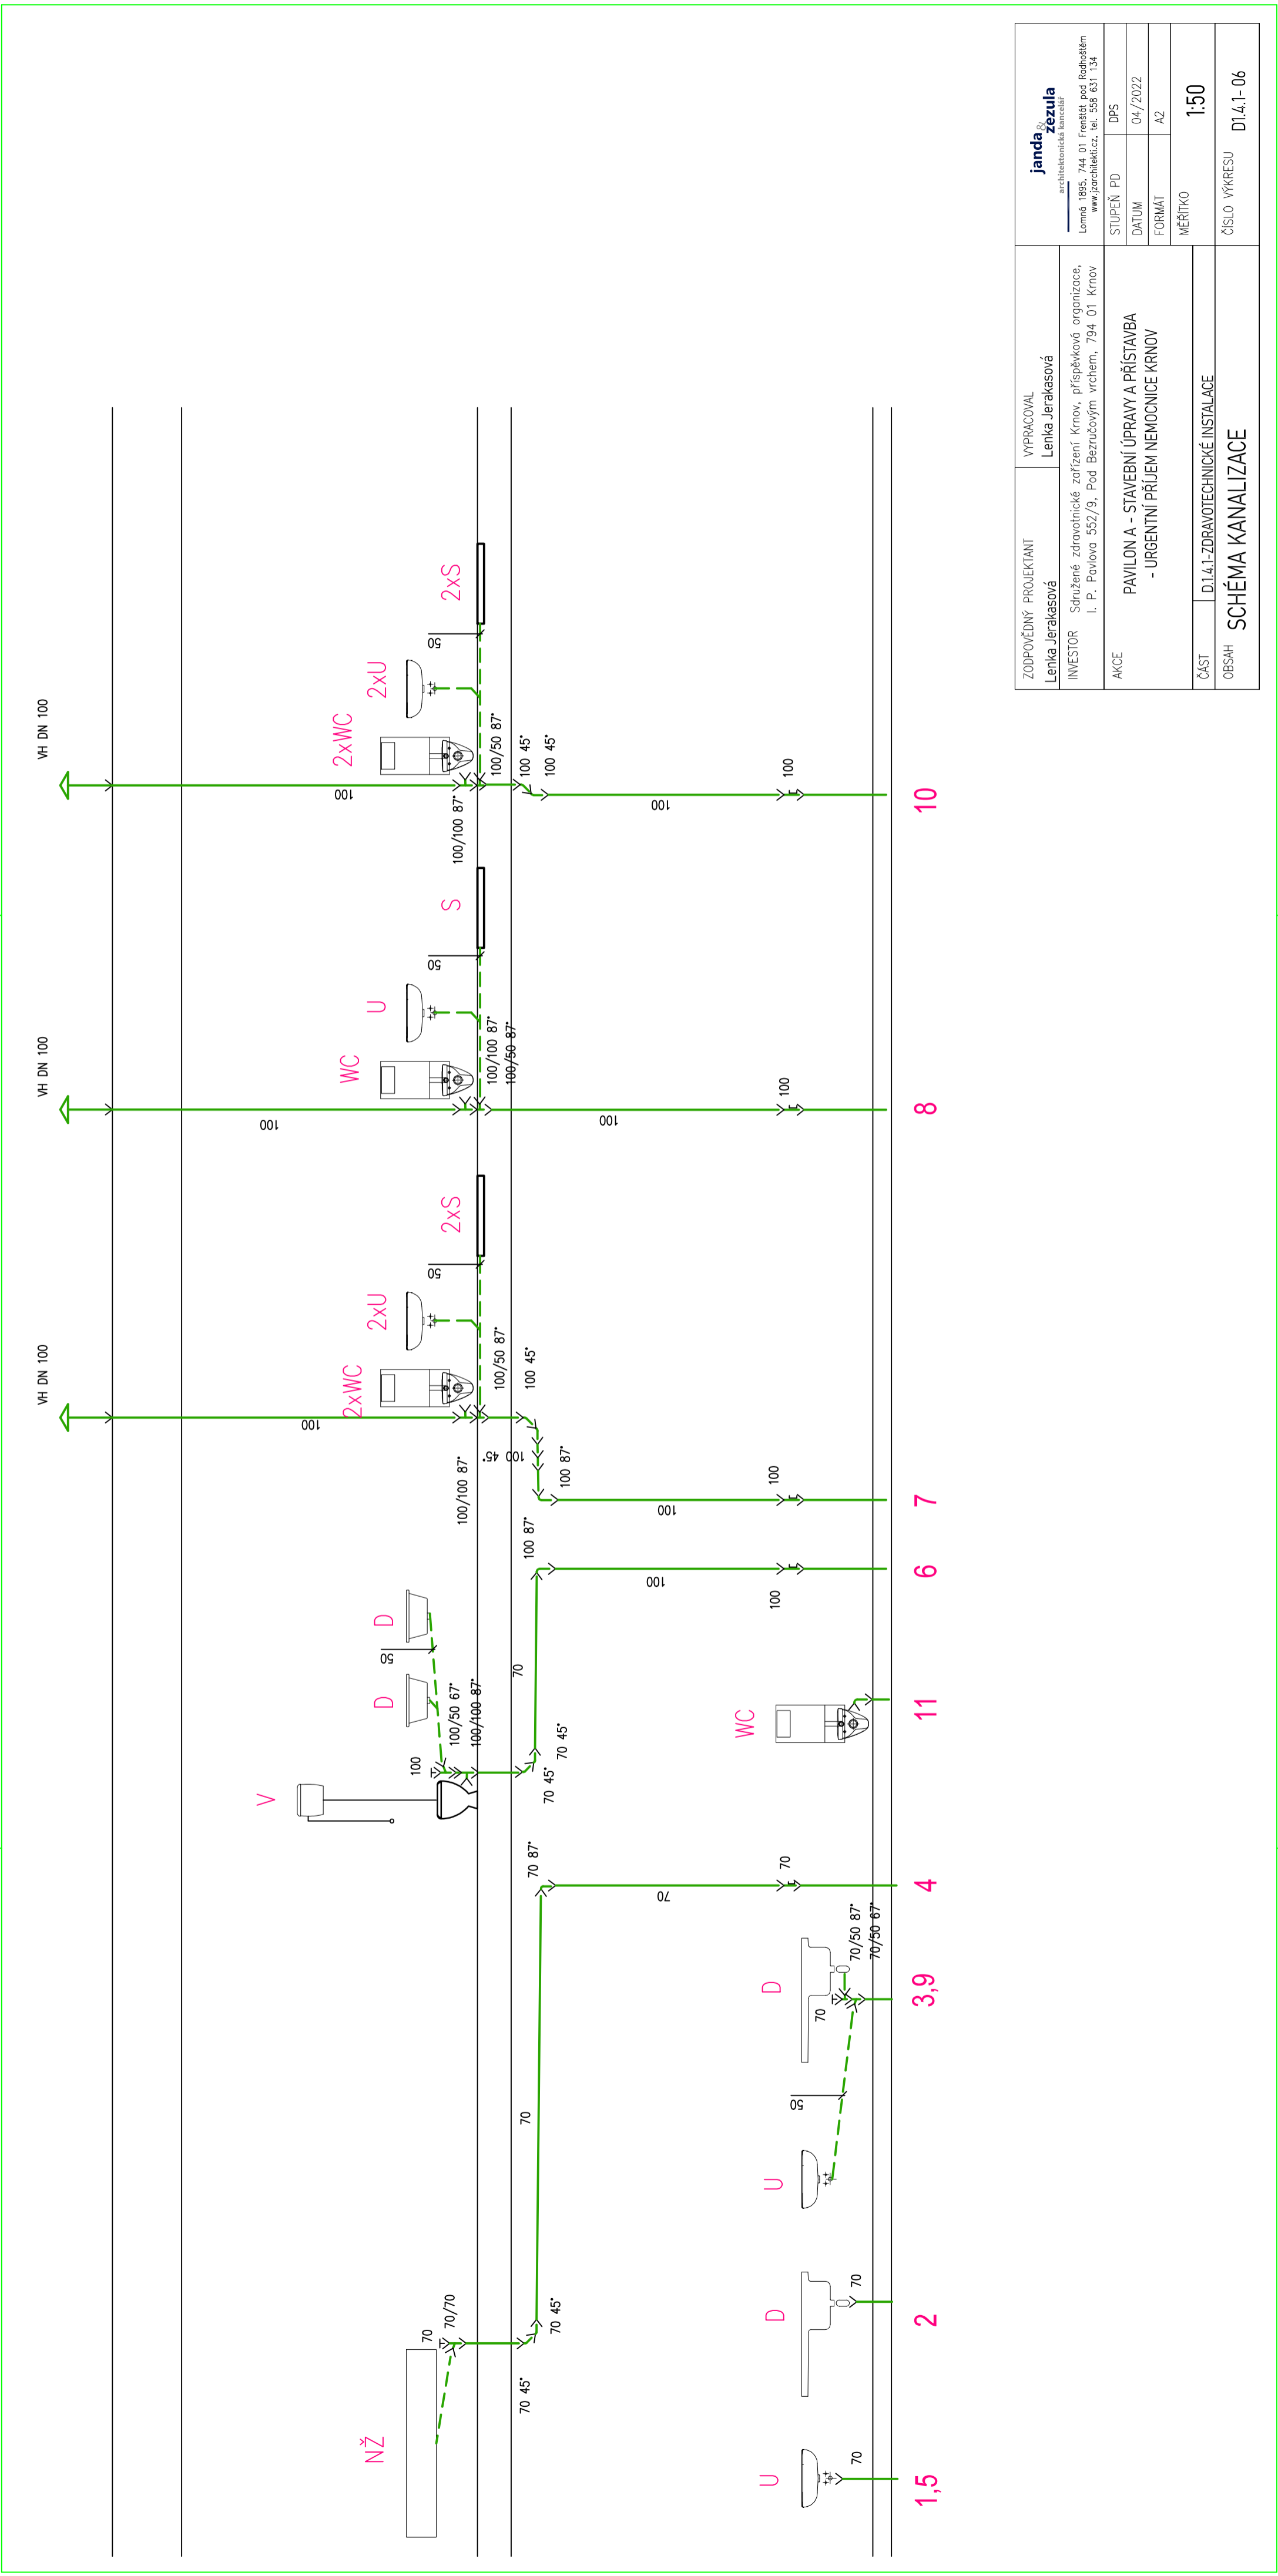 VH DN 100
VH DN 100
VH DN 100
100
100
100
V
NŽ
D
D
50
2xWC
2xU
50
2xS
WC
U
50
S
2xWC
2xU
50
2xS
70
70/70
100
100/50 67°
100/100 87°
100/100 87°
100/50 87°
100/100 87°
100/50 87°
100/100 87°
100/50 87°
70 45°
70 45°
70
70 87°
70 45°
70 45°
70
100 87°
100 45°
100 45°
100 87°
100 45°
100 45°
70
100
100
100
100
70
100
100
100
100
U
70
D
70
U
50
D
70
70/50 87°
70/50 67°
WC
1,5
2
3,9
4
11
6
7
8
10
ZODPOVĚDNÝ PROJEKTANT
Lenka Jerakasová
VYPRACOVAL
Lenka Jerakasová
janda &
zezula
architektonická kancelář
Lomná 1895, 744 01 Frenštát pod Radhoštěm
www.jzarchitekti.cz, tel. 558 631 134
INVESTOR Sdružené zdravotnické zařízení Krnov, příspěvková organizace,
I. P. Pavlova 552/9, Pod Bezručovým vrchem, 794 01 Krnov
AKCE
PAVILON A - STAVEBNÍ ÚPRAVY A PŘÍSTAVBA
- URGENTNÍ PŘÍJEM NEMOCNICE KRNOV
STUPEŇ PD DPS
DATUM 04/2022
FORMÁT A2
MĚŘÍTKO 1:50
ČÁST D.1.4.1-ZDRAVOTECHNICKÉ INSTALACE
OBSAH SCHÉMA KANALIZACE
ČÍSLO VÝKRESU D1.4.1- 06